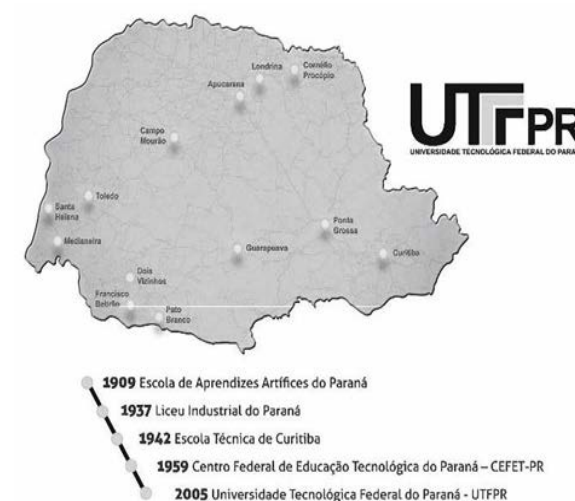 Londrina
Cornélio
Procópio
Apucarana
UTFPR
UNIVERSIDADE TECNOLÓGICA FEDERAL DO PARA
Campo
Mourão
Toledo
Santa
Helena
Medianeira
Ponta
Grossa
Guarapuava
Curitiba
Dois
Vizinhos
Francisco
Beltrão
Pato
Branco
1909 Escola de Aprendizes Artífices do Paraná
1937 Liceu Industrial do Paraná
1942 Escola Técnica de Curitiba
1959 Centro Federal de Educação Tecnológica do Paraná – CEFET-PR
2005 Universidade Tecnológica Federal do Paraná - UTFPR